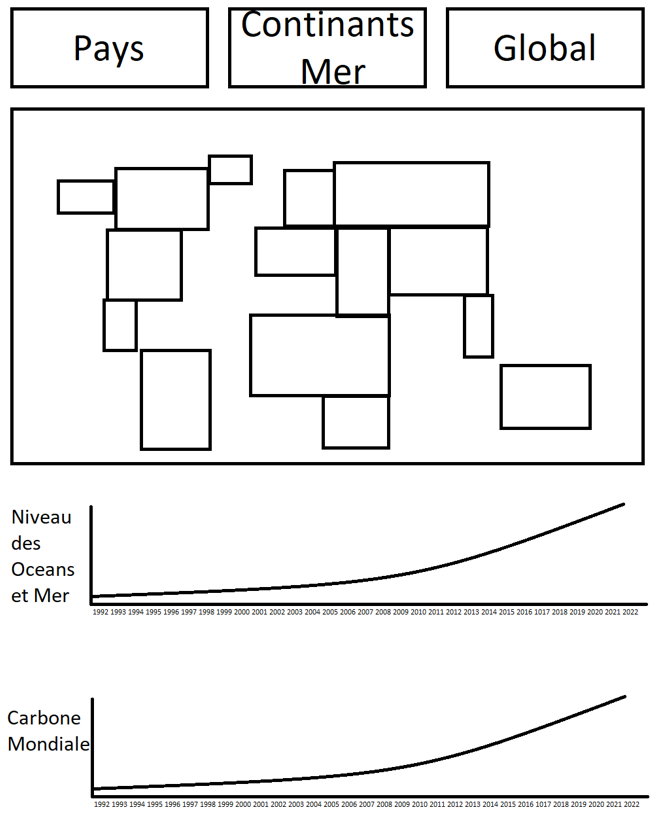 Pays
Continants
Mer
Global
Niveau
des
Oceans
et Mer
1992 1993 1994 1995 1996 1997 1998 1999 2000 2001 2002 2003 2004 2005 2006 2007 2008 2009 2010 2011 2012 2013 2014 2015 2016 1017 2018 2019 2020 2021 2022
Carbone
Mondiale
1992 1993 1994 1995 1996 1997 1998 1999 2000 2001 2002 2003 2004 2005 2006 2007 2008 2009 2010 2011 2012 2013 2014 2015 2016 1017 2018 2019 2020 2021 2022